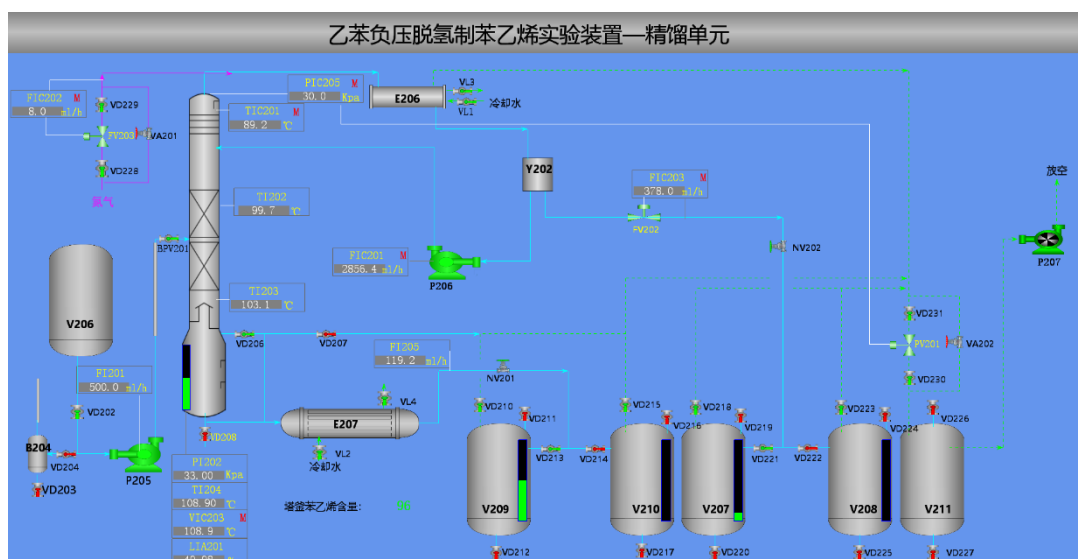 乙苯负压脱氢制苯乙烯实验装置—精馏单元
FIC202 M
8.0 ml/h
VD229
FV203
VA201
VD228
氮气
PIC205 M
30.0 Kpa
TIC201 M
89.2 ℃
E206
VL3
VL1
冷却水
Y202
TI202
99.7 ℃
FIC203 M
378.0 ml/h
FV202
NV202
放空
P207
BPV201
FIC201 M
2856.4 ml/h
P206
TI203
103.1 ℃
V206
VD206
VD207
FI205
119.2 ml/h
NV201
VD231
PV201
VA202
VD230
FI201
500.0 ml/h
VD202
B204
VD204
VD203
P205
VD208
E207
VL4
VL2
冷却水
VD210
VD211
VD213
VD214
V209
VD212
VD215
VD216
V210
VD217
VD218
VD219
V207
VD220
VD221
VD222
VD223
VD224
V208
VD225
VD226
V211
VD227
PI202
33.00 Kpa
TI204
108.90 ℃
VIC203 M
108.9 ℃
LIA201
塔釜苯乙烯含量: